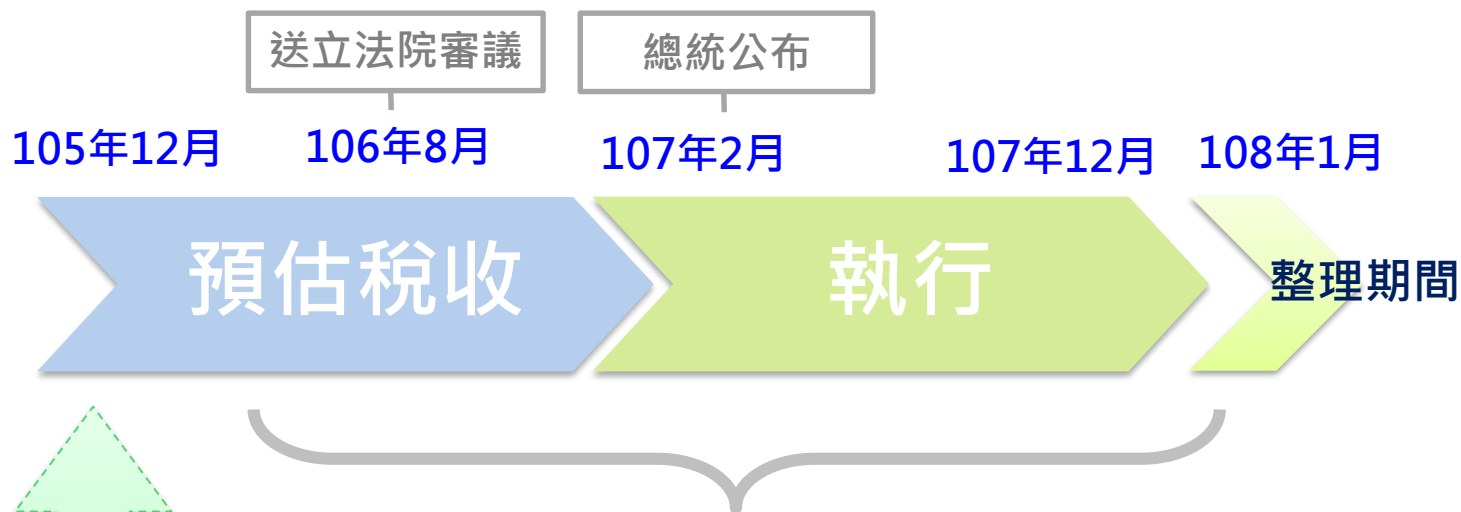 送立法院審議
總統公布
105年12月
106年8月
107年2月
107年12月
108年1月
預估稅收
執行
整理期間